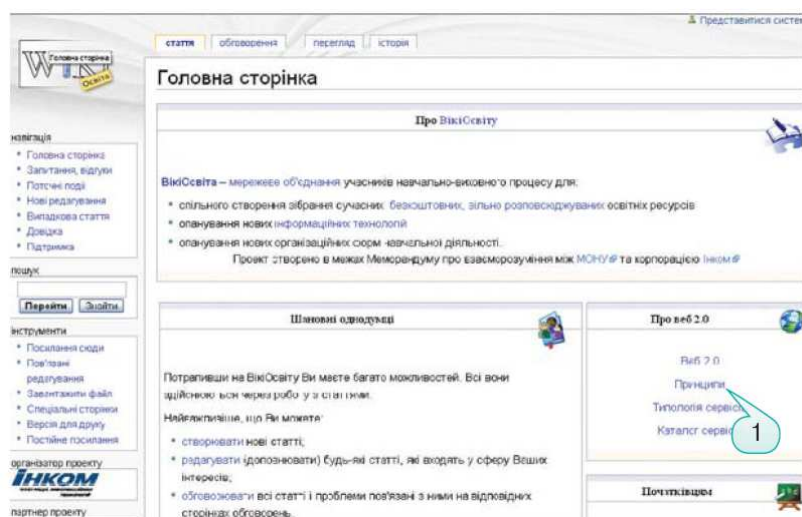 Представитися систем
стаття обговорення перегляд історія
Головна сторінка
Освіта
Головна сторінка
Про ВікіОсвіту
ВікіОсвіта – мережеве об'єднання учасників навчально-виховного процесу для:
спільного створення зібрання сучасних безкоштовних, вільно розповсюджуваних освітніх ресурсів
опанування нових інформаційних технологій
опанування нових організаційних форм навчальної діяльності.
Проект створено в межах Меморандуму про взаєморозуміння між МОНУ та корпорацією Інком
навігація
Головна сторінка
Запитання, відгуки
Поточні події
Нові редагування
Випадкова стаття
Довідка
Підтримка
пошук
Перейти Знайти
інструменти
Посилання сюди
Пов'язані
редагування
Завантажити файл
Спеціальні сторінки
Версія для друку
Постійне посилання
організатор проекту
ІНКОМ
партнер проекту
Шановні однодумці
Потрапивши на ВікіОсвіту Ви маєте багато можливостей. Всі вони
здійснюються через роботу з статтями.
Найважливіше, що Ви можете:
створювати нові статті;
редагувати (доповнювати) будь-які статті, які входять у сферу Ваших
інтересів;
обговорювати всі статті і проблеми пов'язані з ними на відповідних
сторінках обговорень.
Про веб 2.0
Веб 2.0
Принципи
Типологія сервісів
Каталог сервіс
1
Початківцям